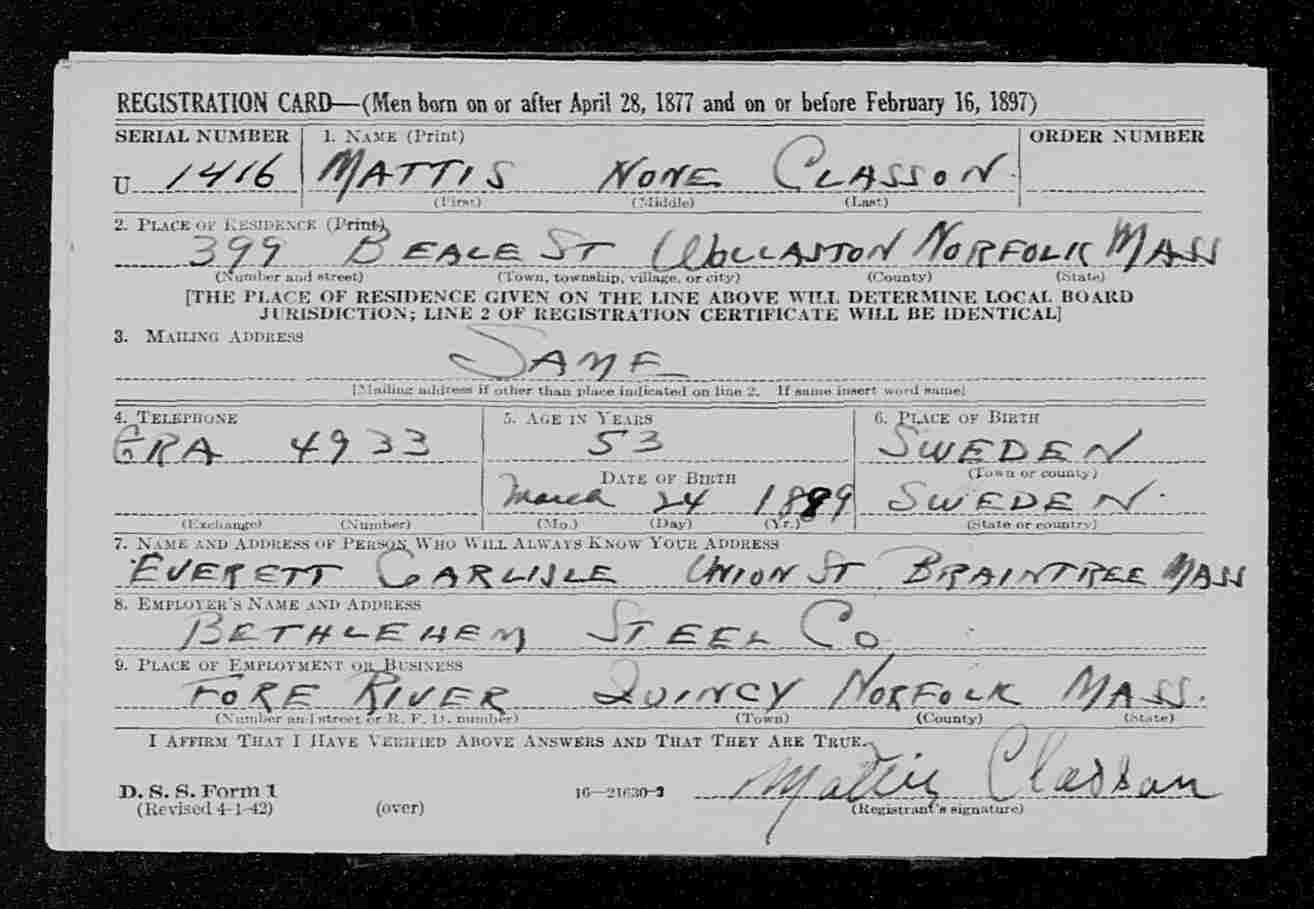 REGISTRATION CARD—(Men born on or after April 28, 1877 and on or before February 16, 1897)
SERIAL NUMBER 1. NAME (Print) ORDER NUMBER
U 1416 MATTIS NONE CLASSON
(First) (Middle) (Last)
2. PLACE OF RESIDENCE (Print)
399 BEALE ST WOLLASTON NORFOLK MASS
(Number and street) (Town, township, village, or city) (County) (State)
[THE PLACE OF RESIDENCE GIVEN ON THE LINE ABOVE WILL DETERMINE LOCAL BOARD
JURISDICTION; LINE 2 OF REGISTRATION CERTIFICATE WILL BE IDENTICAL]
3. MAILING ADDRESS
SAME
[Mailing address if other than place indicated on line 2. If same insert word same]
4. TELEPHONE 5. AGE IN YEARS 6. PLACE OF BIRTH
GRA 4933 53 SWEDEN
DATE OF BIRTH (Town or county)
March 24 1889 SWEDEN
(Exchange) (Number) (Mo.) (Day) (Yr.) (State or country)
7. NAME AND ADDRESS OF PERSON WHO WILL ALWAYS KNOW YOUR ADDRESS
EVERETT CARLISLE UNION ST BRAINTREE MASS
8. EMPLOYER'S NAME AND ADDRESS
BETHLEHEM STEEL CO
9. PLACE OF EMPLOYMENT OR BUSINESS
FORE RIVER QUINCY NORFOLK MASS.
(Number and street or R. F. D. number) (Town) (County) (State)
I AFFIRM THAT I HAVE VERIFIED ABOVE ANSWERS AND THAT THEY ARE TRUE.
Mattis Classon
D. S. S. Form 1
(Revised 4-1-42) (over) 16—21630-2 (Registrant's signature)